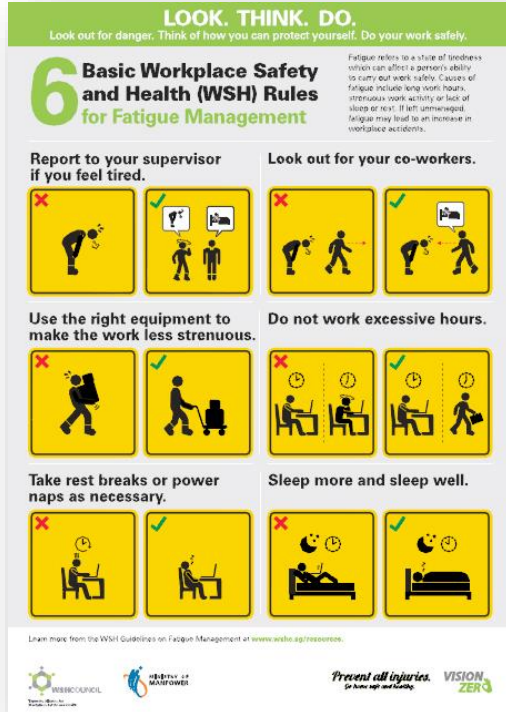 LOOK. THINK. DO.
Look out for danger. Think of how you can protect yourself. Do your work safely.
6 Basic Workplace Safety
and Health (WSH) Rules
for Fatigue Management
Fatigue refers to a state of tiredness
which can affect a person's ability
to carry out work safely. Causes of
fatigue include long work hours,
strenuous work activity or lack of
sleep or rest. If left unmanaged,
fatigue may lead to an increase in
workplace accidents.
Report to your supervisor
if you feel tired.
Look out for your co-workers.
Use the right equipment to
make the work less strenuous.
Do not work excessive hours.
Take rest breaks or power
naps as necessary.
Sleep more and sleep well.
Learn more from the WSH Guidelines on Fatigue Management at www.wshc.sg/resources.
WSHCOUNCIL
MINISTRY OF
MANPOWER
Prevent all injuries.
Go home safe and healthy.
VISION
ZERO